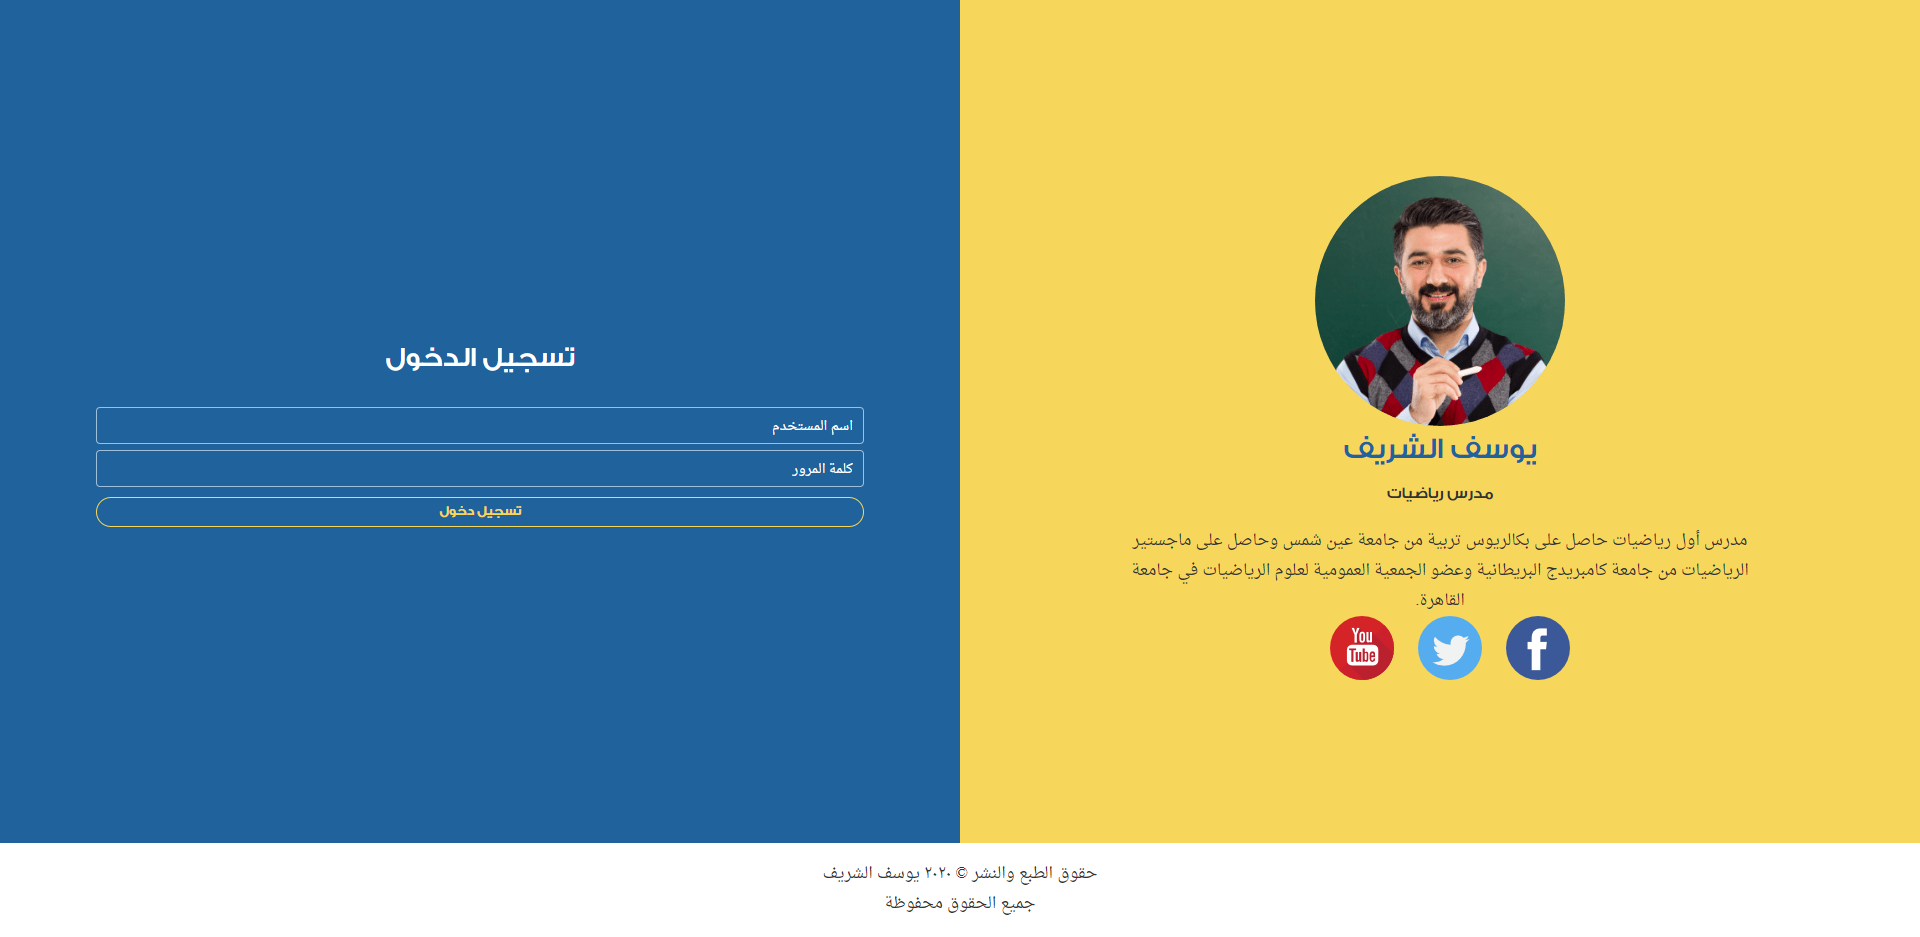 يوسف الشريف
مدرس رياضيات
مدرس أول رياضيات حاصل على بكالريوس تربية من جامعة عين شمس وحاصل على ماجستير
الرياضيات من جامعة كامبريدج البريطانية وعضو الجمعية العمومية لعلوم الرياضيات في جامعة
القاهرة.
You
Tube
تسجيل الدخول
اسم المستخدم
كلمة المرور
تسجيل دخول
حقوق الطبع والنشر © ٢٠٢٠ يوسف الشريف
جميع الحقوق محفوظة